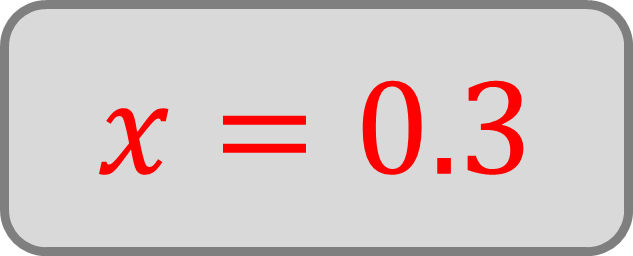 x = 0.3